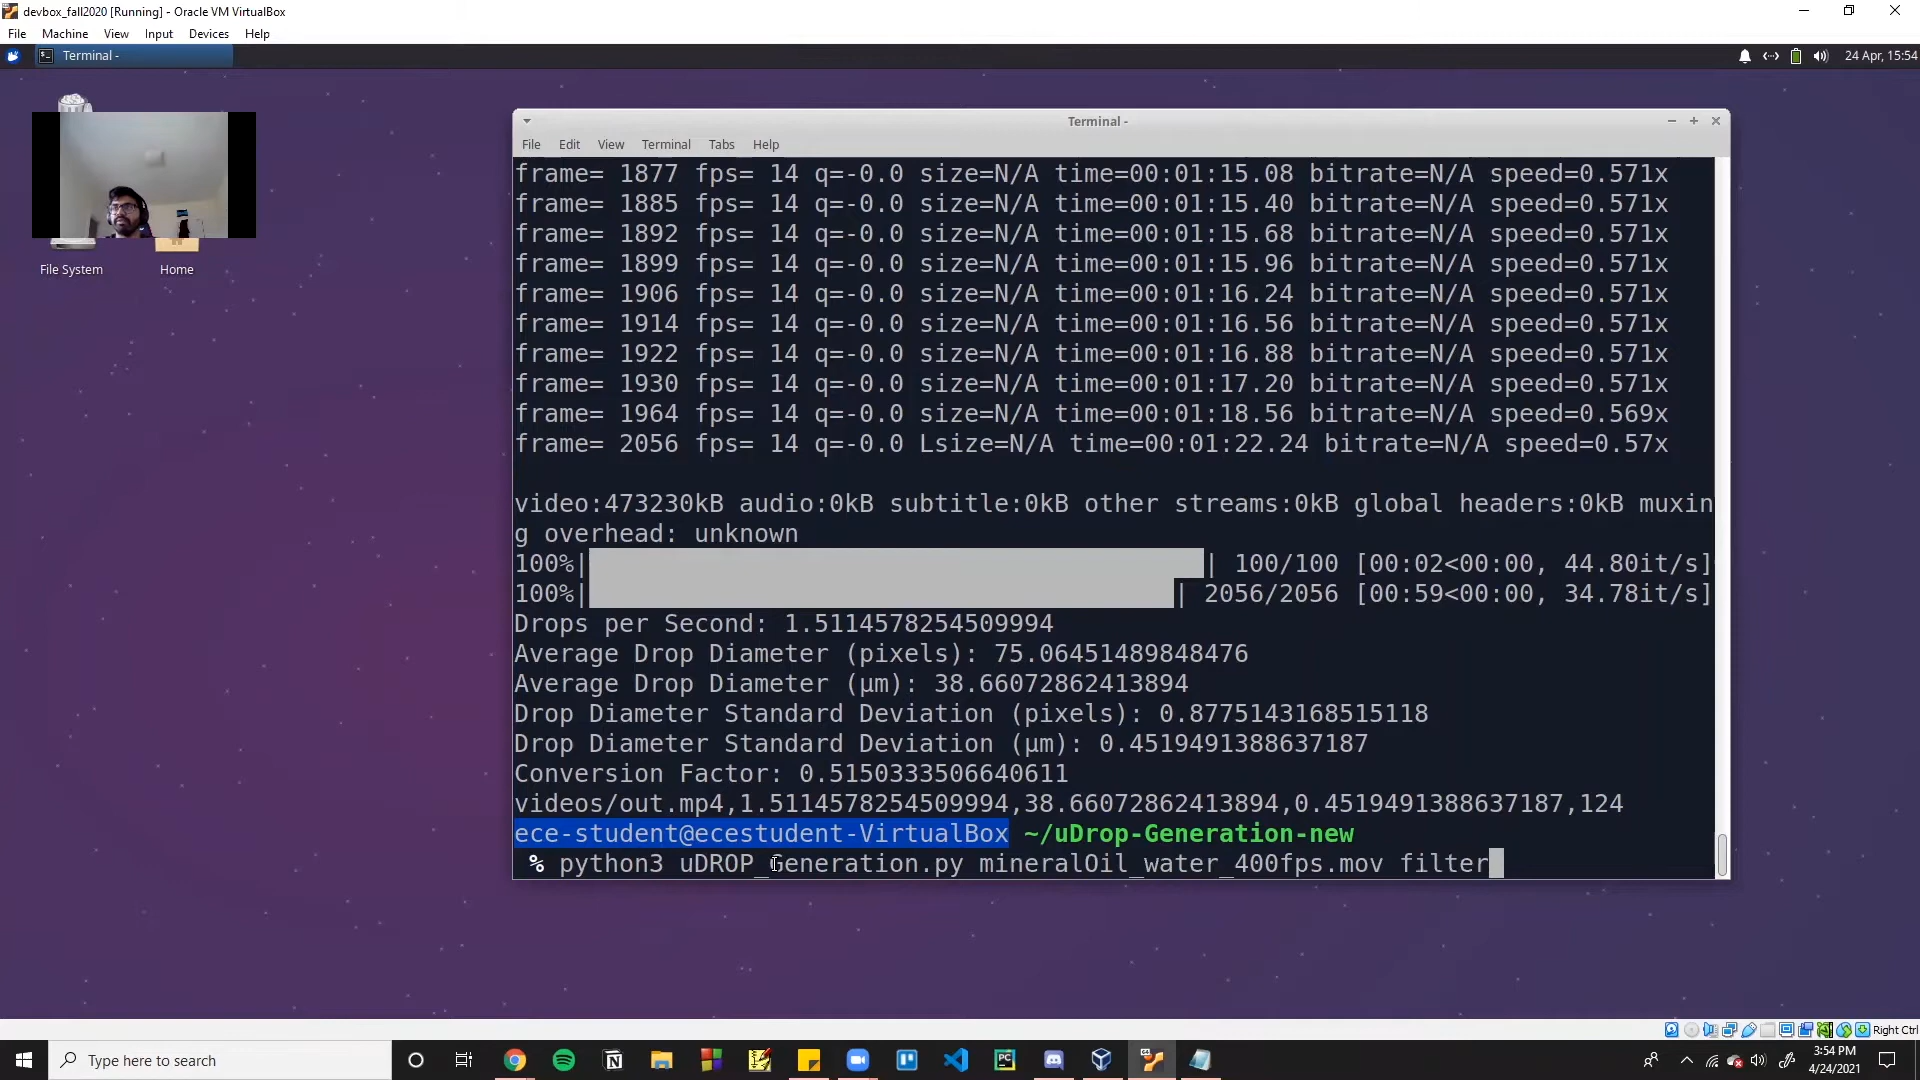 devbox_fall2020 [Running] - Oracle VM VirtualBox
File Machine View Input Devices Help
Terminal -
24 Apr, 15:54
File System
Home
Terminal -
File Edit View Terminal Tabs Help
frame= 1877 fps= 14 q=-0.0 size=N/A time=00:01:15.08 bitrate=N/A speed=0.571x
frame= 1885 fps= 14 q=-0.0 size=N/A time=00:01:15.40 bitrate=N/A speed=0.571x
frame= 1892 fps= 14 q=-0.0 size=N/A time=00:01:15.68 bitrate=N/A speed=0.571x
frame= 1899 fps= 14 q=-0.0 size=N/A time=00:01:15.96 bitrate=N/A speed=0.571x
frame= 1906 fps= 14 q=-0.0 size=N/A time=00:01:16.24 bitrate=N/A speed=0.571x
frame= 1914 fps= 14 q=-0.0 size=N/A time=00:01:16.56 bitrate=N/A speed=0.571x
frame= 1922 fps= 14 q=-0.0 size=N/A time=00:01:16.88 bitrate=N/A speed=0.571x
frame= 1930 fps= 14 q=-0.0 size=N/A time=00:01:17.20 bitrate=N/A speed=0.571x
frame= 1964 fps= 14 q=-0.0 size=N/A time=00:01:18.56 bitrate=N/A speed=0.569x
frame= 2056 fps= 14 q=-0.0 Lsize=N/A time=00:01:22.24 bitrate=N/A speed=0.57x
video:473230kB audio:0kB subtitle:0kB other streams:0kB global headers:0kB muxin
g overhead: unknown
100%| | 100/100 [00:02<00:00, 44.80it/s]
100%| | 2056/2056 [00:59<00:00, 34.78it/s]
Drops per Second: 1.5114578254509994
Average Drop Diameter (pixels): 75.06451489848476
Average Drop Diameter (µm): 38.66072862413894
Drop Diameter Standard Deviation (pixels): 0.8775143168515118
Drop Diameter Standard Deviation (µm): 0.4519491388637187
Conversion Factor: 0.5150333506640611
videos/out.mp4,1.5114578254509994,38.66072862413894,0.4519491388637187,124
ece-student@ecestudent-VirtualBox ~/uDrop-Generation-new
% python3 uDROP_Generation.py mineralOil_water_400fps.mov filter
Right Ctrl
Type here to search
3:54 PM
4/24/2021